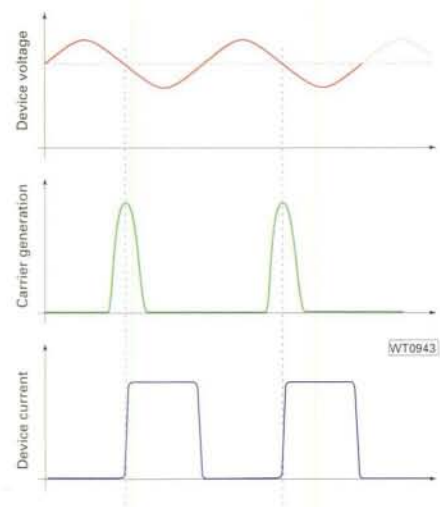 Device voltage
Carrier generation
WT0943
Device current